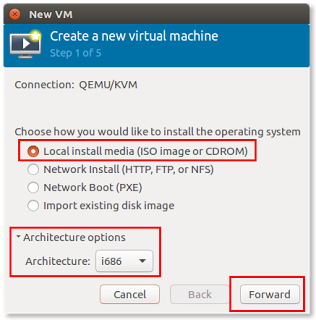 New VM
Create a new virtual machine
Step 1 of 5
Connection: QEMU/KVM
Choose how you would like to install the operating system
Local install media (ISO image or CDROM)
Network Install (HTTP, FTP, or NFS)
Network Boot (PXE)
Import existing disk image
Architecture options
Architecture: i686
Cancel Back Forward